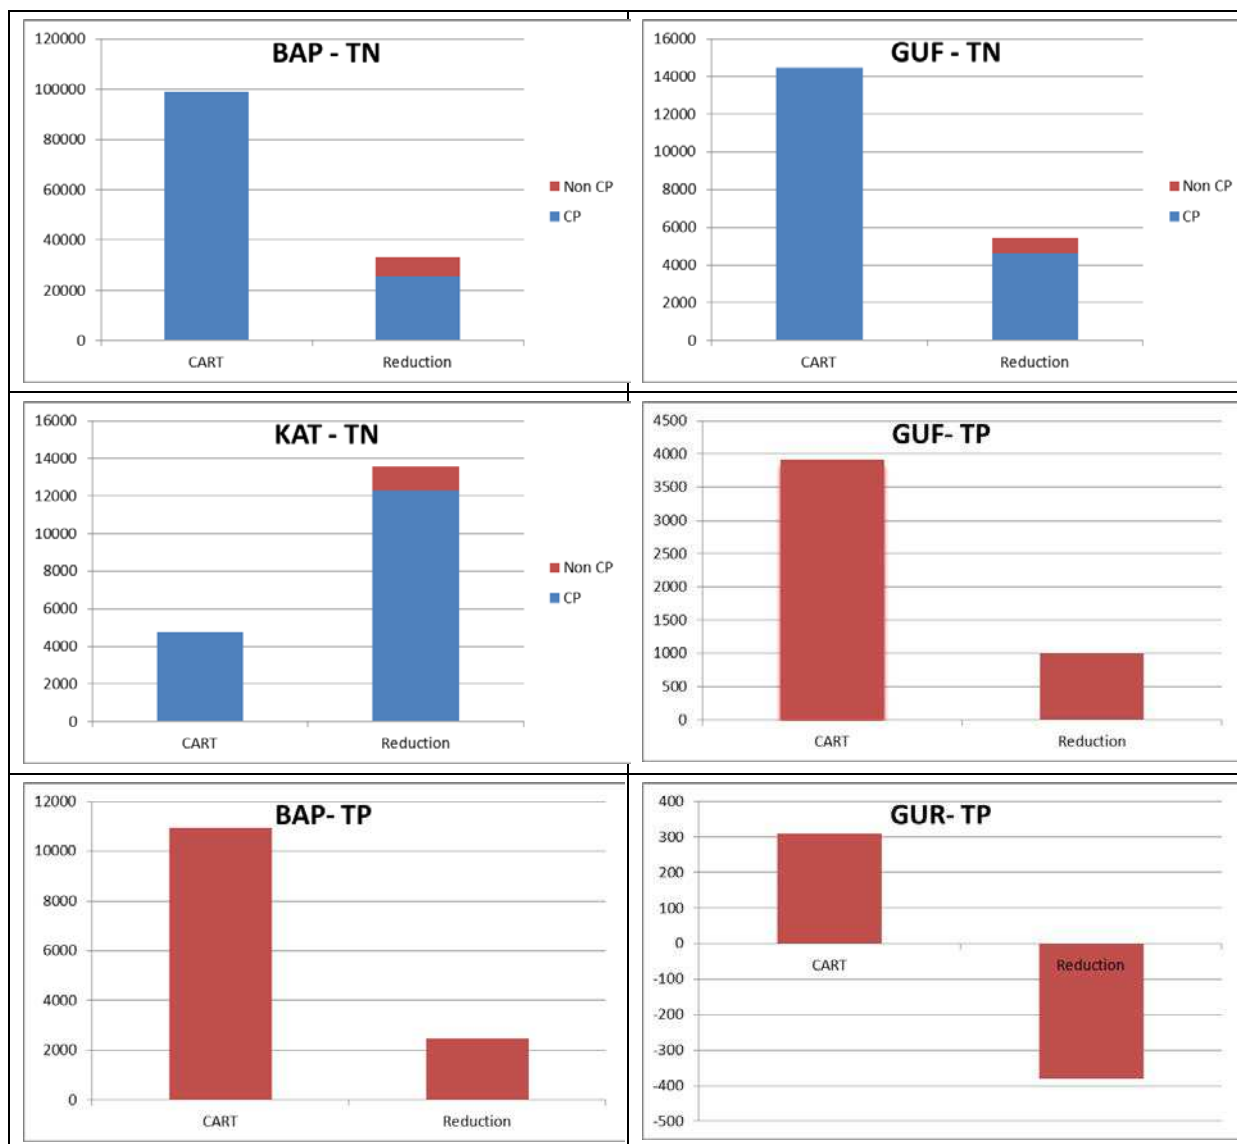 BAP - TN
120000
100000
80000
60000
40000
20000
0
CART Reduction
Non CP
CP
GUF - TN
16000
14000
12000
10000
8000
6000
4000
2000
0
CART Reduction
Non CP
CP
KAT - TN
16000
14000
12000
10000
8000
6000
4000
2000
0
CART Reduction
Non CP
CP
GUF- TP
4500
4000
3500
3000
2500
2000
1500
1000
500
0
CART Reduction
BAP- TP
12000
10000
8000
6000
4000
2000
0
CART Reduction
GUR- TP
400
300
200
100
0
CART Reduction
-100
-200
-300
-400
-500